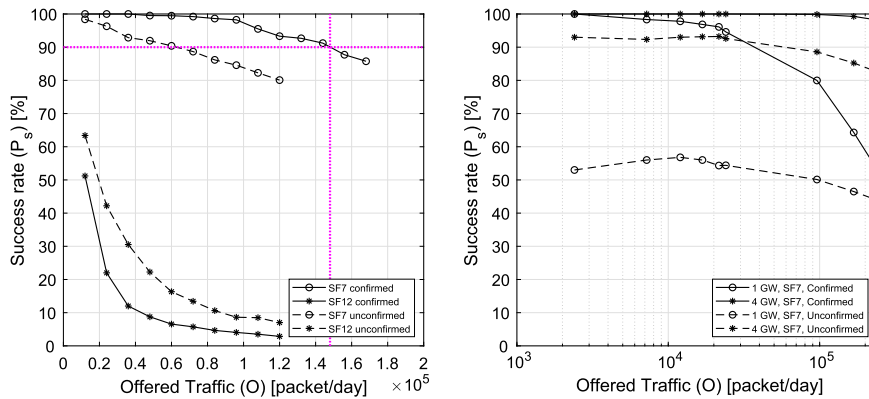 100
90
80
70
60
50
40
30
20
10
0
Success rate (P_s) [%]
SF7 confirmed
SF12 confirmed
SF7 unconfirmed
SF12 unconfirmed
0 0.2 0.4 0.6 0.8 1 1.2 1.4 1.6 1.8 2
Offered Traffic (O) [packet/day] × 10^5
100
90
80
70
60
50
40
30
20
10
0
Success rate (P_s) [%]
1 GW, SF7, Confirmed
4 GW, SF7, Confirmed
1 GW, SF7, Unconfirmed
4 GW, SF7, Unconfirmed
10^3 10^4 10^5
Offered Traffic (O) [packet/day]